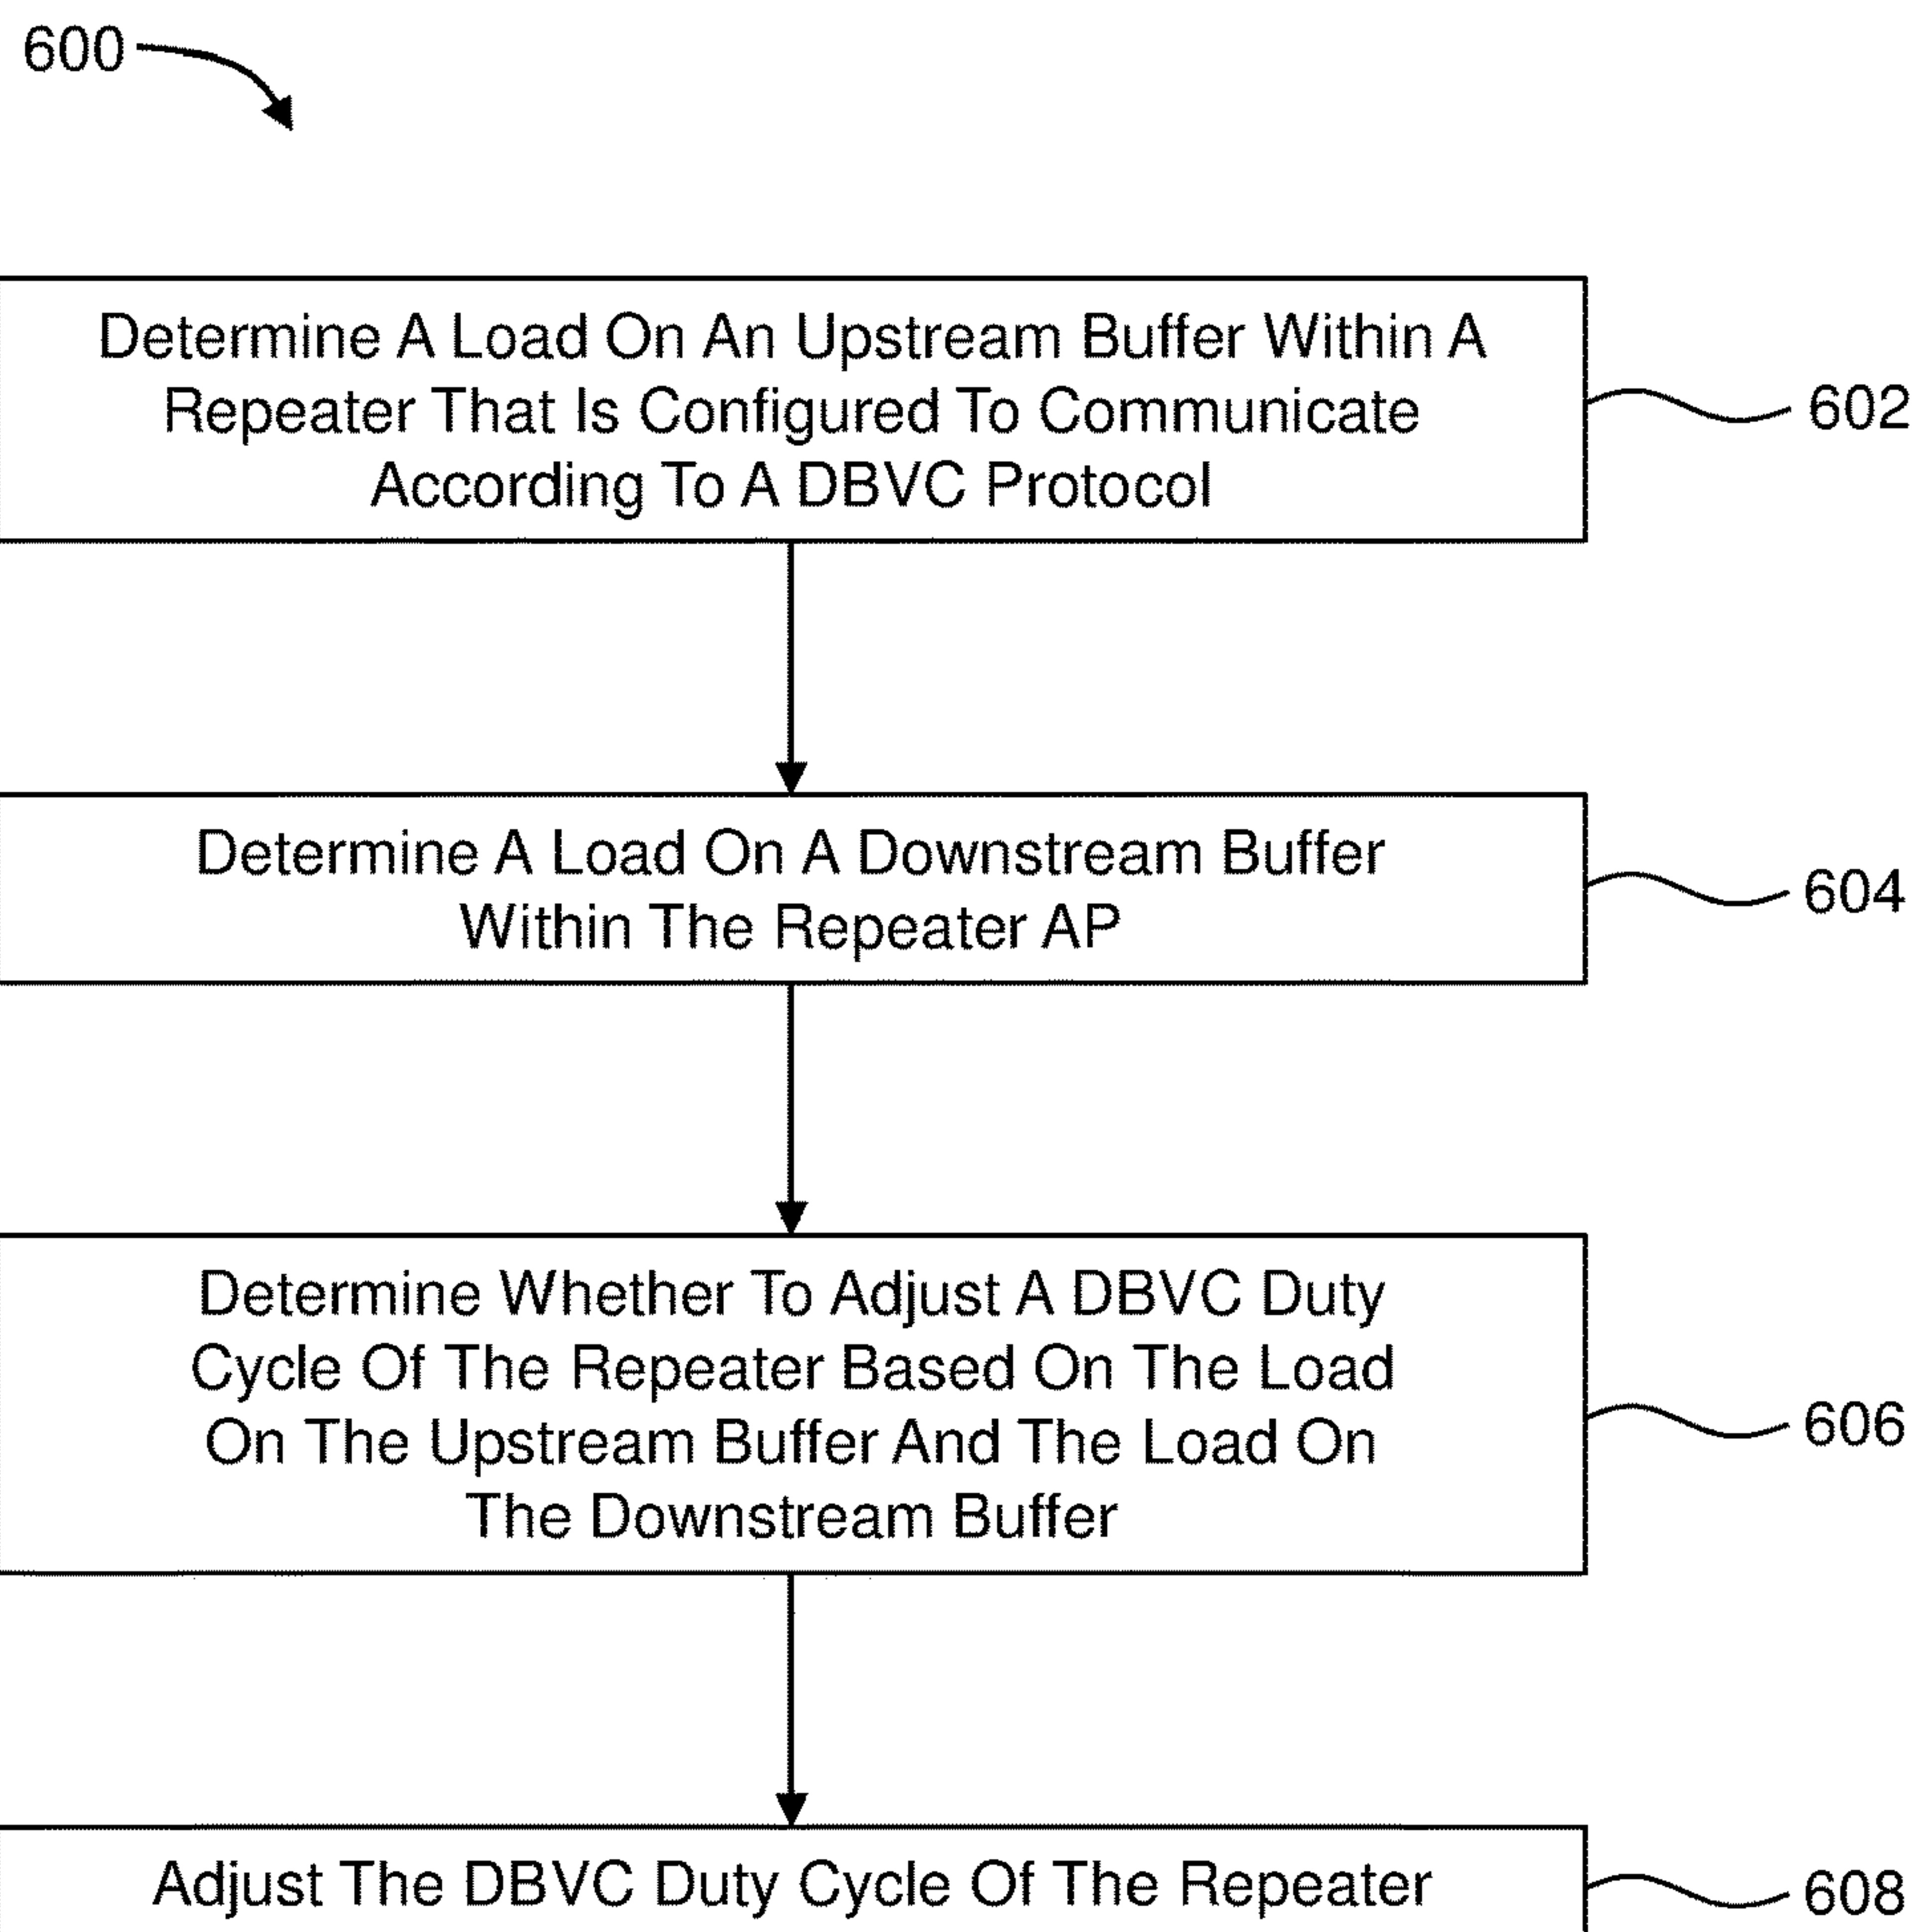 600
Determine A Load On An Upstream Buffer Within A
Repeater That Is Configured To Communicate
According To A DBVC Protocol
602
Determine A Load On A Downstream Buffer
Within The Repeater AP
604
Determine Whether To Adjust A DBVC Duty
Cycle Of The Repeater Based On The Load
On The Upstream Buffer And The Load On
The Downstream Buffer
606
Adjust The DBVC Duty Cycle Of The Repeater
608